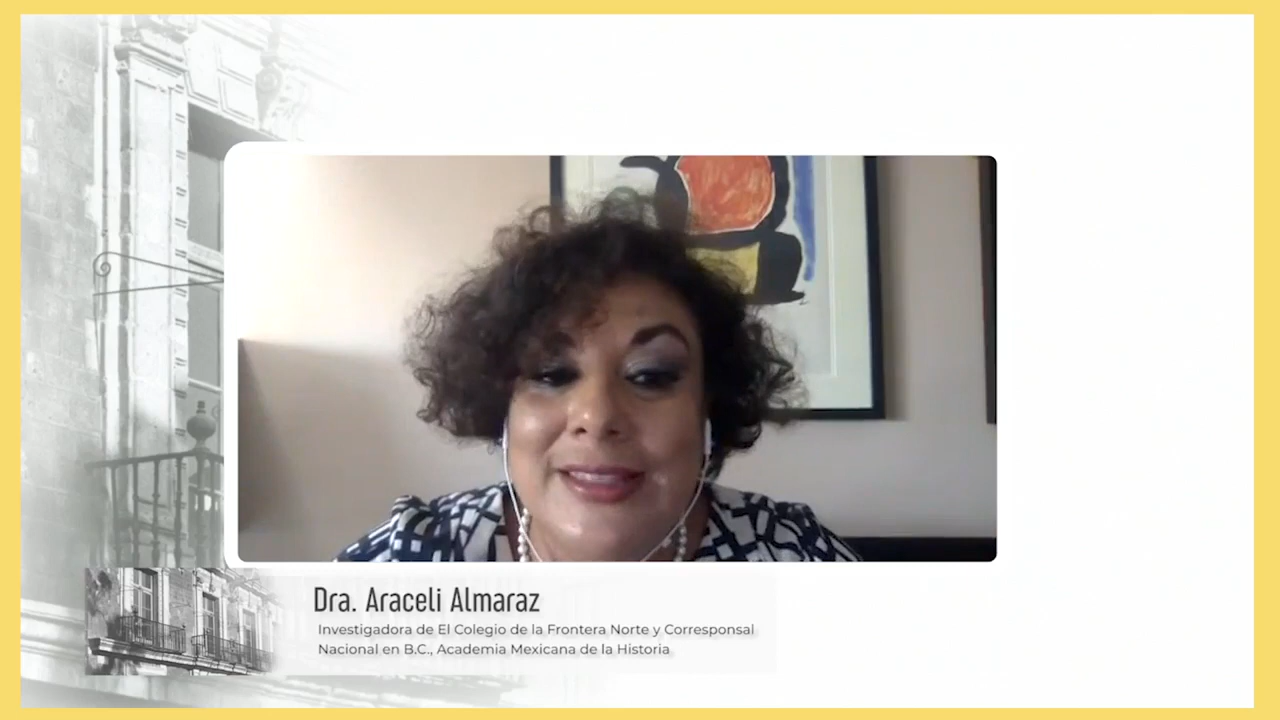 Dra. Araceli Almaraz
Investigadora de El Colegio de la Frontera Norte y Corresponsal
Nacional en B.C., Academia Mexicana de la Historia